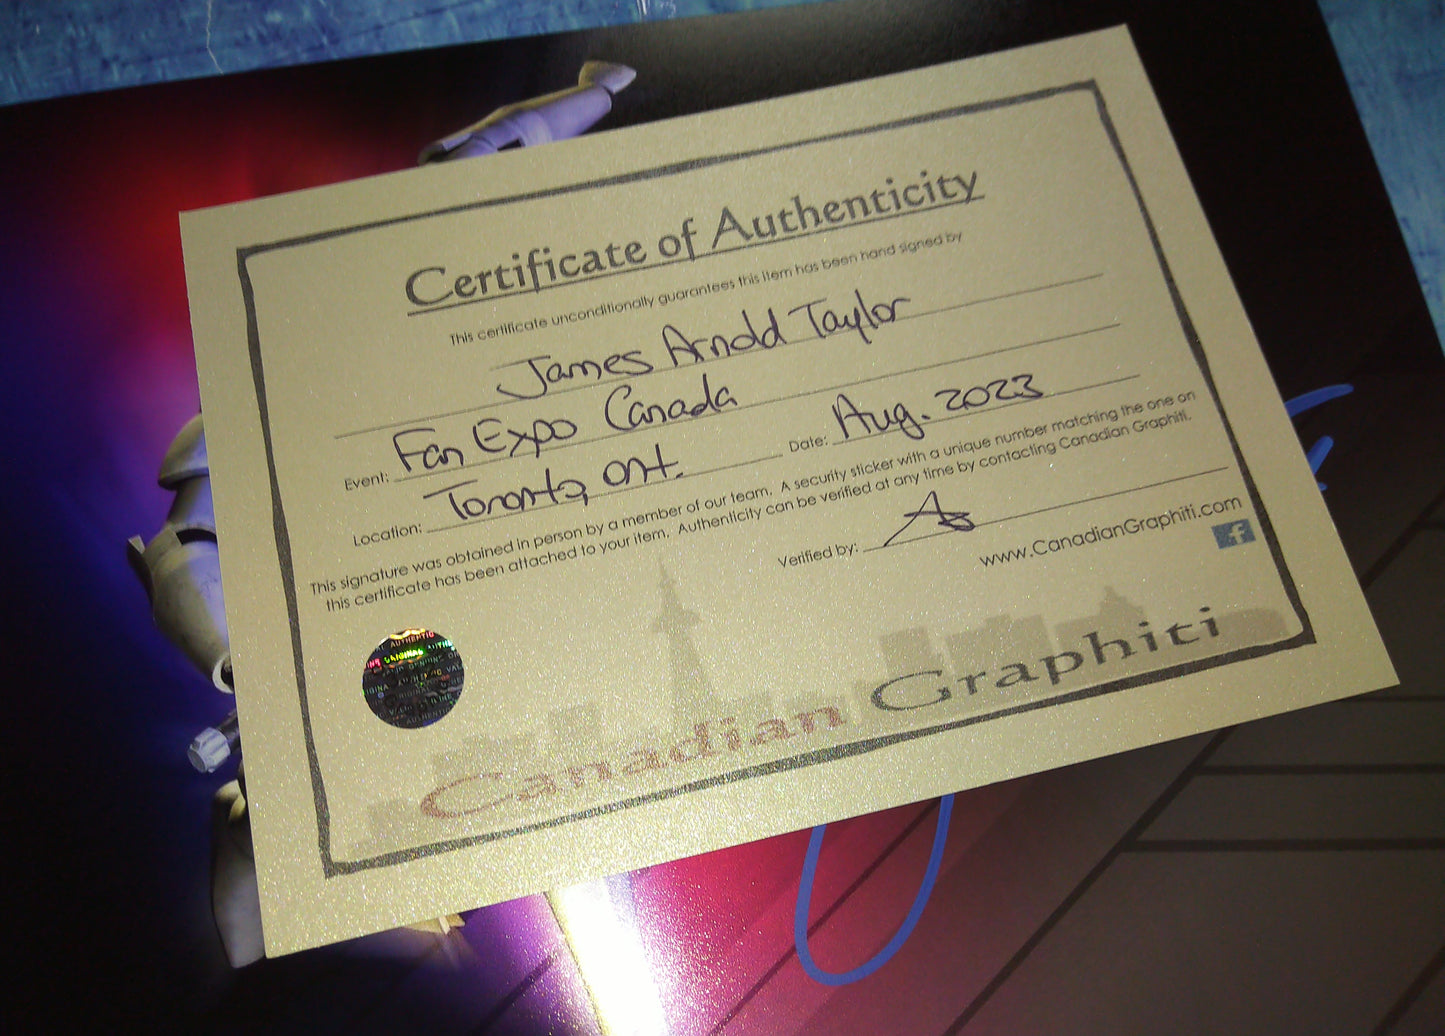 Certificate of Authenticity
This certificate unconditionally guarantees this item has been hand signed by
James Arnold Taylor
Event: Fan Expo Canada
Date: Aug. 2023
Location: Toronto, Ont.
This signature was obtained in person by a member of our team. A security sticker with a unique number matching the one on
this certificate has been attached to your item. Authenticity can be verified at any time by contacting Canadian Graphiti.
Verified by:
www.CanadianGraphiti.com
f
AUTHENTIC
ORIGINAL
Canadian Graphiti